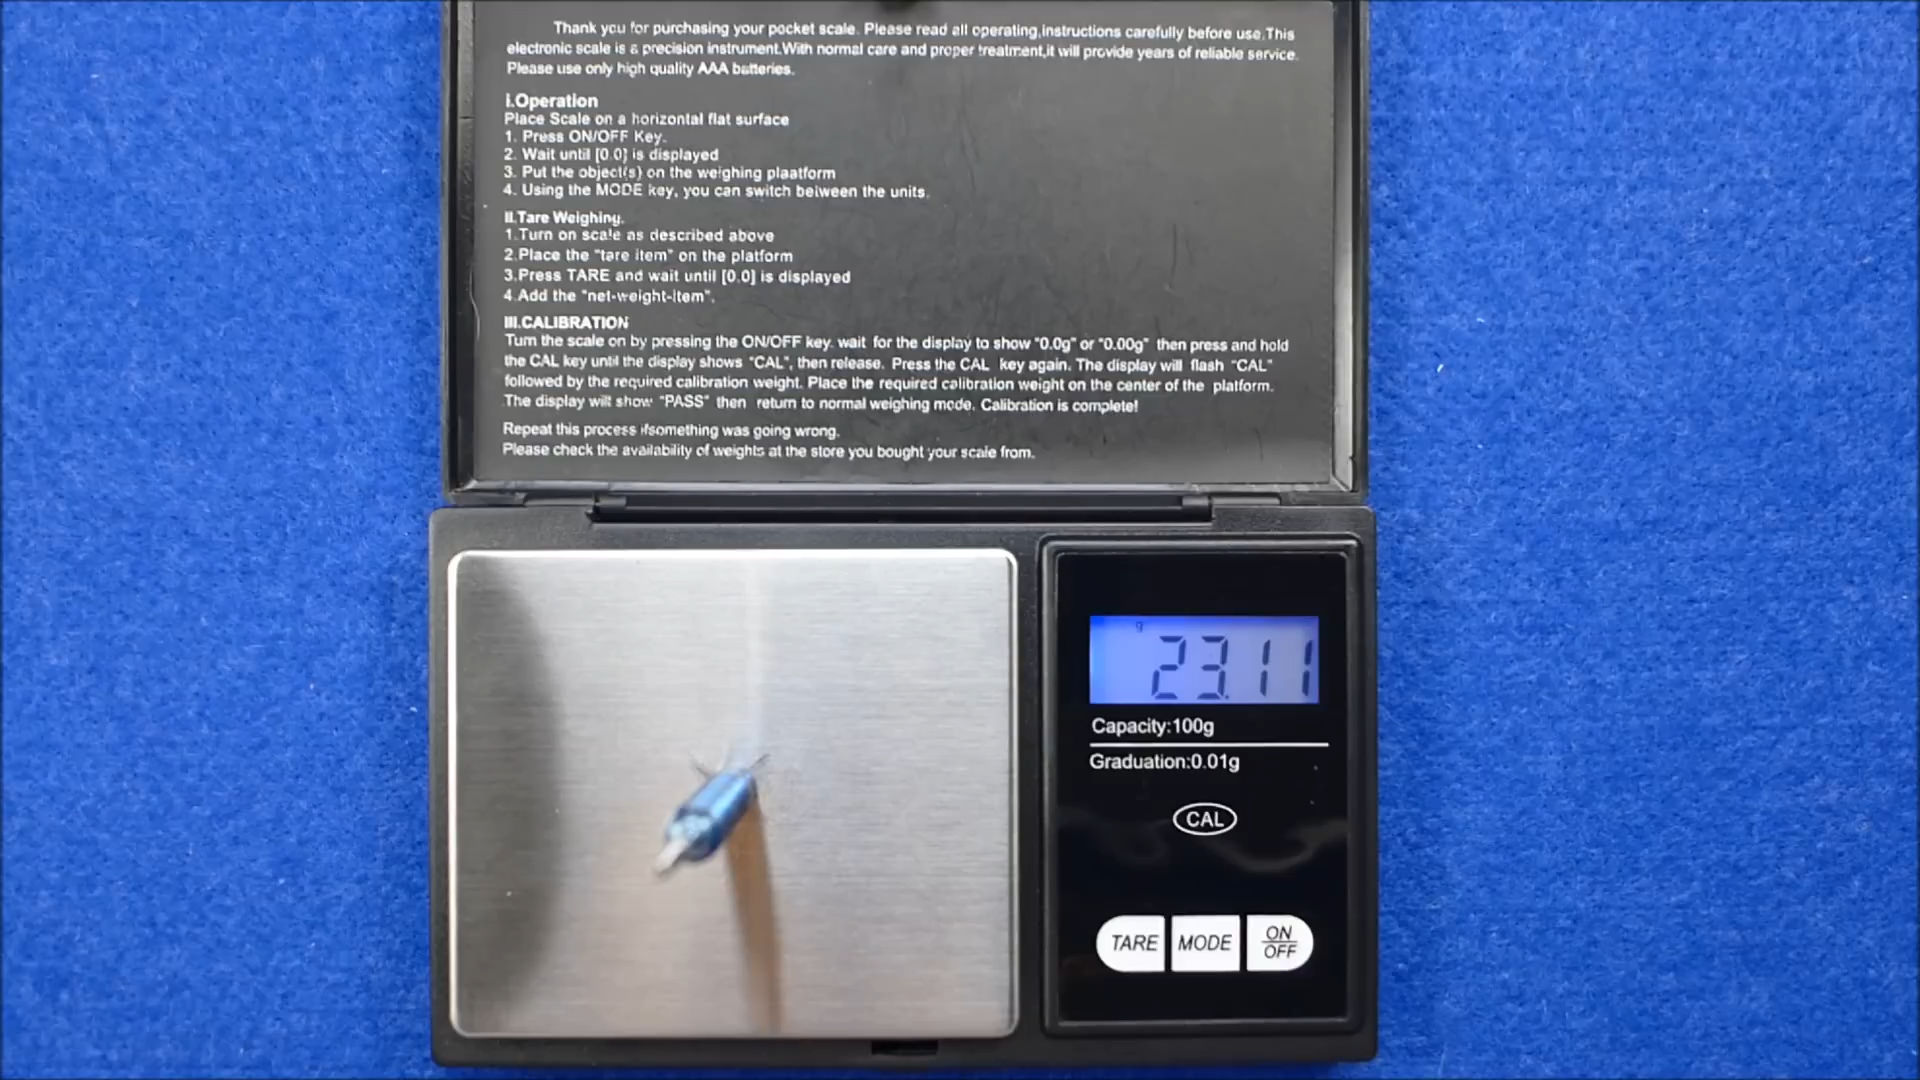 Thank you for purchasing your pocket scale. Please read all operating,instructions carefully before use.This
electronic scale is a precision instrument.With normal care and proper treatment,it will provide years of reliable service.
Please use only high quality AAA batteries.
I.Operation
Place Scale on a horizontal flat surface
1. Press ON/OFF Key.
2. Wait until [0.0] is displayed
3. Put the object(s) on the weighing plaatform
4. Using the MODE key, you can switch between the units.
II.Tare Weighing.
1.Turn on scale as described above
2.Place the "tare item" on the platform
3.Press TARE and wait until [0.0] is displayed
4.Add the "net-weight-item".
III.CALIBRATION
Turn the scale on by pressing the ON/OFF key. wait for the display to show "0.0g" or "0.00g" then press and hold
the CAL key until the display shows "CAL", then release. Press the CAL key again. The display will flash "CAL"
followed by the required calibration weight. Place the required calibration weight on the center of the platform.
The display will show "PASS" then return to normal weighing mode. Calibration is complete!
Repeat this process ifsomething was going wrong.
Please check the availability of weights at the store you bought your scale from.
g
23.11
Capacity:100g
Graduation:0.01g
CAL
TARE MODE ON/OFF